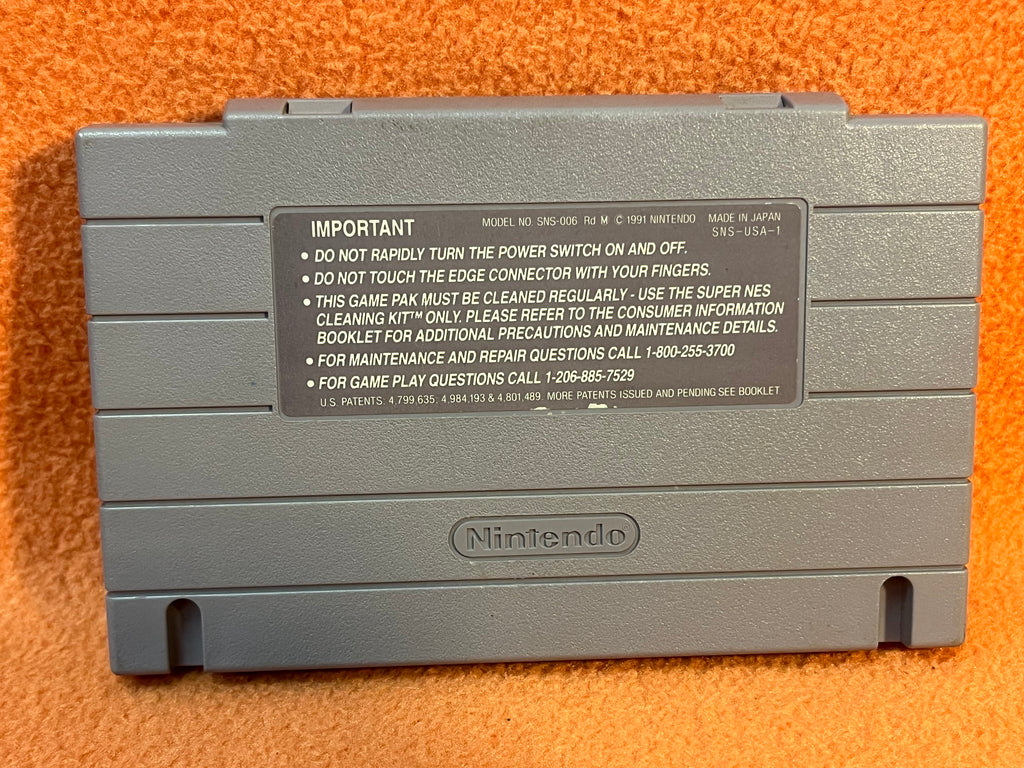 IMPORTANT MODEL NO. SNS-006 Rd M © 1991 NINTENDO MADE IN JAPAN
SNS-USA-1
• DO NOT RAPIDLY TURN THE POWER SWITCH ON AND OFF.
• DO NOT TOUCH THE EDGE CONNECTOR WITH YOUR FINGERS.
• THIS GAME PAK MUST BE CLEANED REGULARLY - USE THE SUPER NES
CLEANING KIT™ ONLY. PLEASE REFER TO THE CONSUMER INFORMATION
BOOKLET FOR ADDITIONAL PRECAUTIONS AND MAINTENANCE DETAILS.
• FOR MAINTENANCE AND REPAIR QUESTIONS CALL 1-800-255-3700
• FOR GAME PLAY QUESTIONS CALL 1-206-885-7529
U.S. PATENTS: 4,799,635; 4,984,193 & 4,801,489. MORE PATENTS ISSUED AND PENDING SEE BOOKLET
Nintendo®